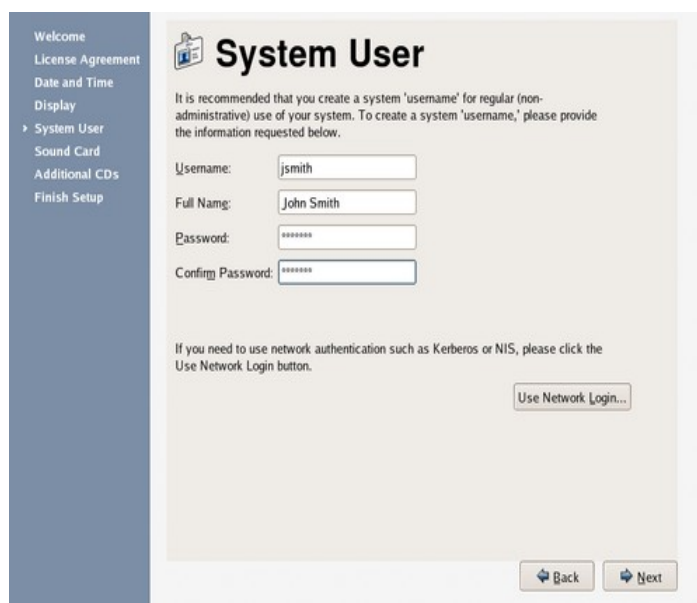 Welcome
License Agreement
Date and Time
Display
System User
Sound Card
Additional CDs
Finish Setup
System User
It is recommended that you create a system 'username' for regular (non-
administrative) use of your system. To create a system 'username,' please provide
the information requested below.
Username: jsmith
Full Name: John Smith
Password: *******
Confirm Password: *******
If you need to use network authentication such as Kerberos or NIS, please click the
Use Network Login button.
Use Network Login...
Back Next